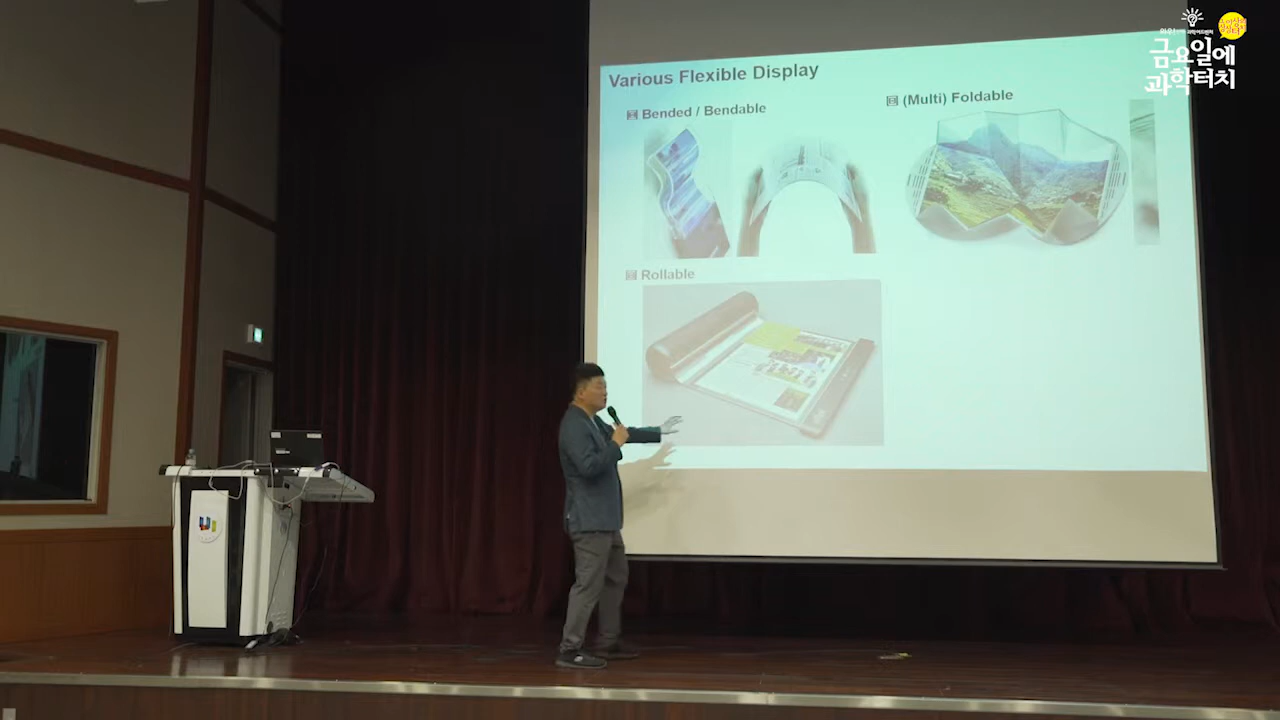 Various Flexible Display
Bended / Bendable
(Multi) Foldable
Rollable
금요일에
과학터치